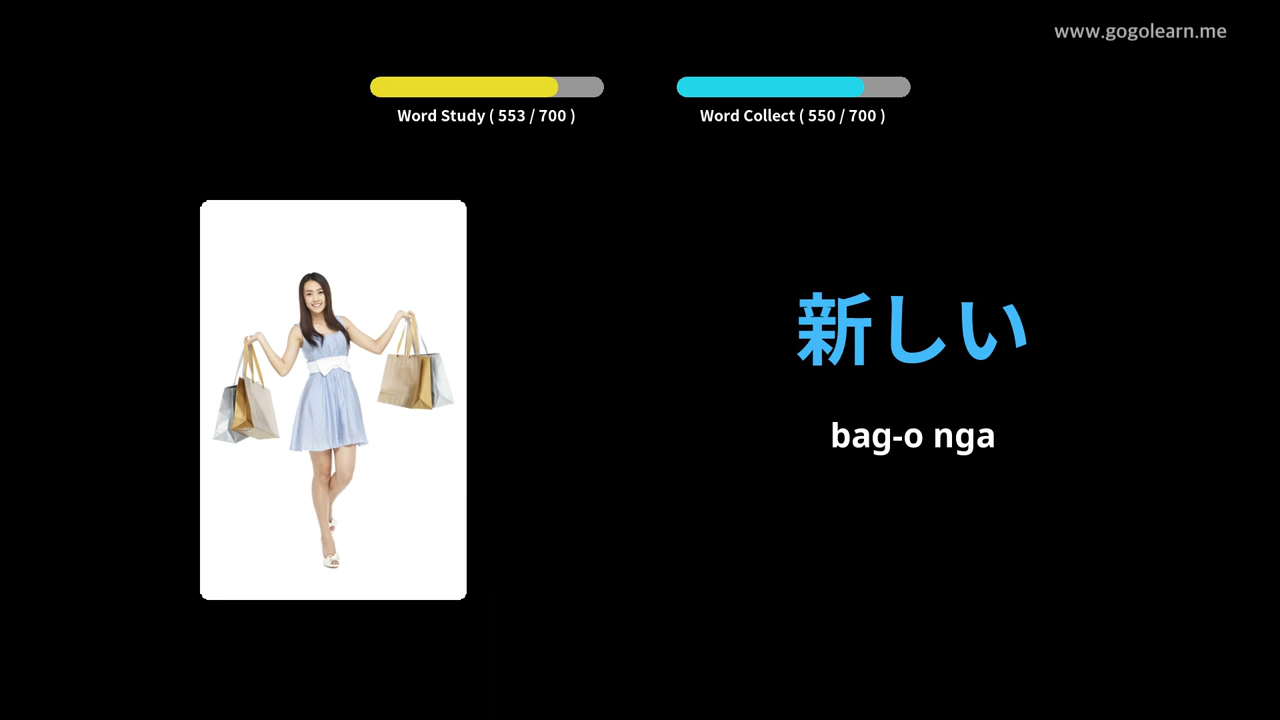 www.gogolearn.me
Word Study ( 553 / 700 )
Word Collect ( 550 / 700 )
新しい
bag-o nga